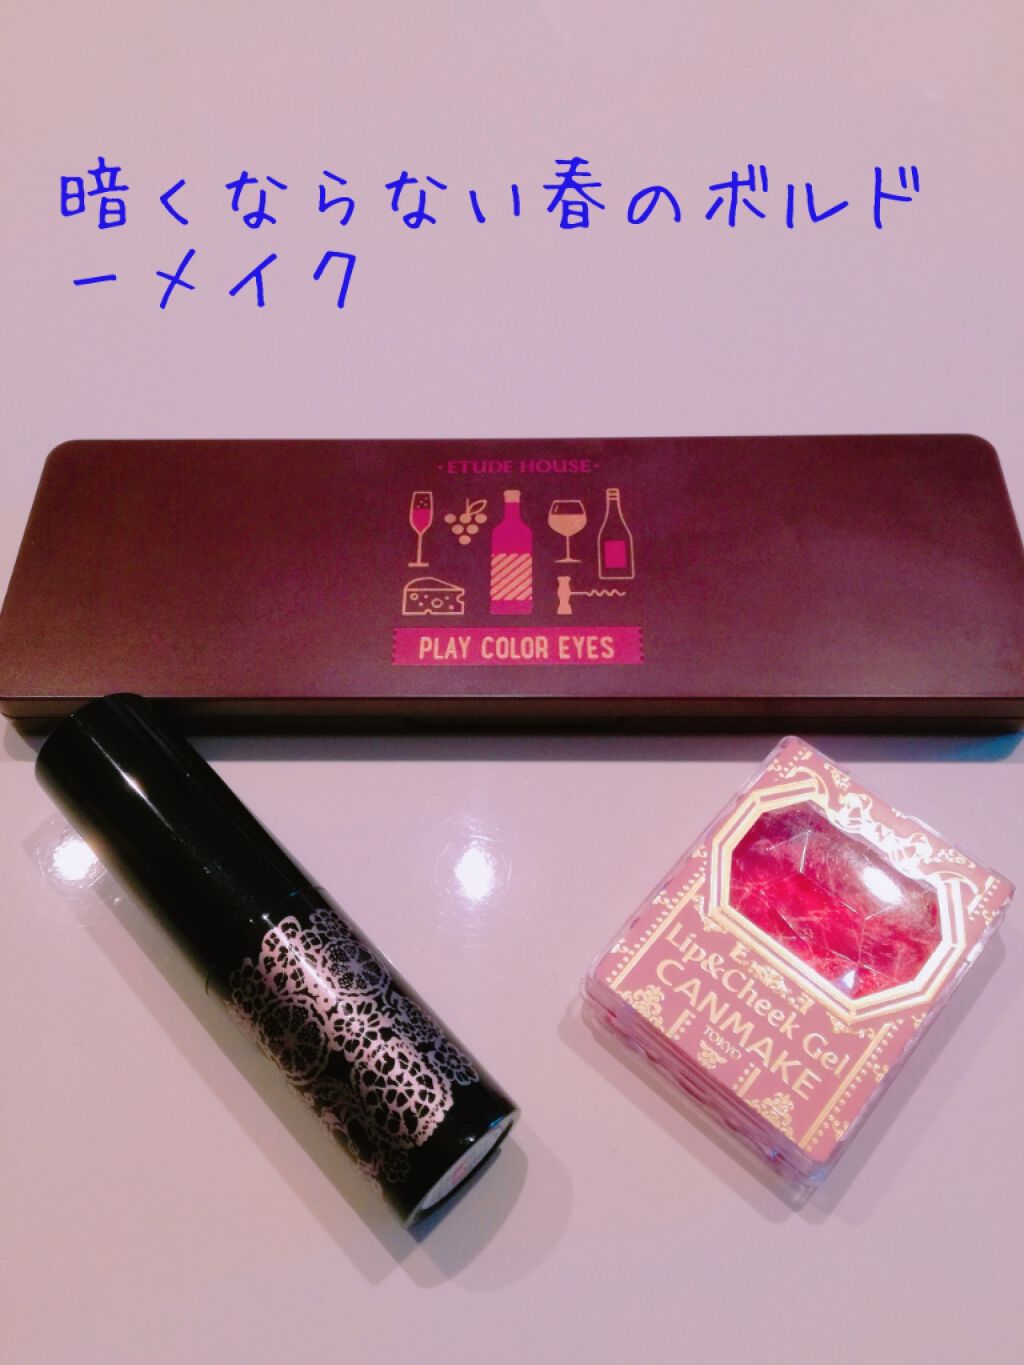 暗くならない春のボルド
ーメイク
・ETUDE HOUSE・
PLAY COLOR EYES
Lip&Cheek Gel
CANMAKE
TOKYO